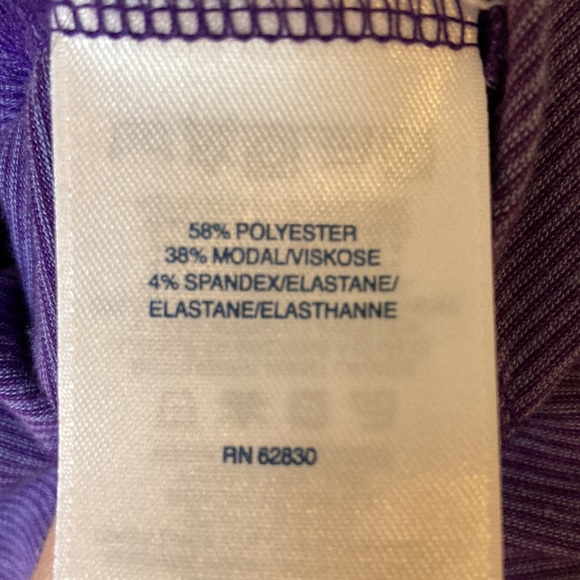 58% POLYESTER
38% MODAL/VISKOSE
4% SPANDEX/ELASTANE/
ELASTANE/ELASTHANNE
RN 62830